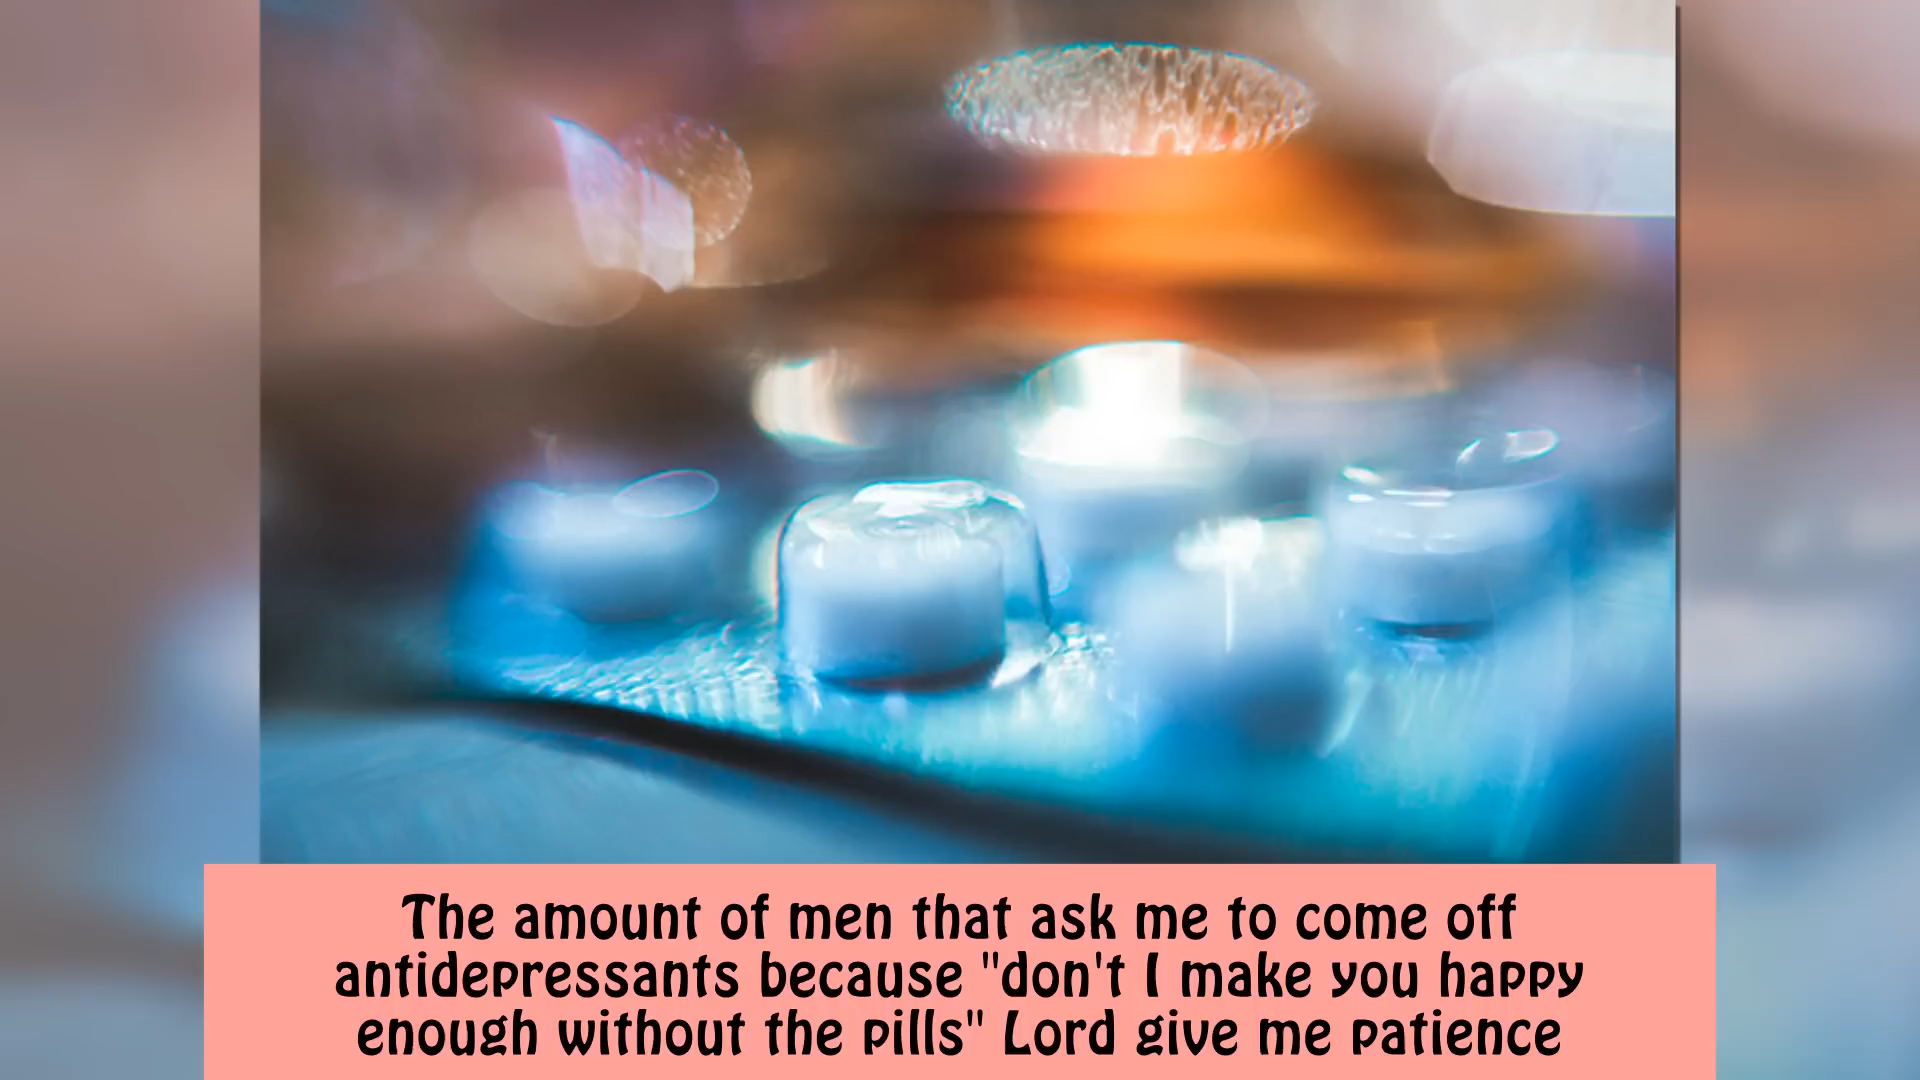 The amount of men that ask me to come off
antidepressants because "don't I make you happy
enough without the pills" Lord give me patience